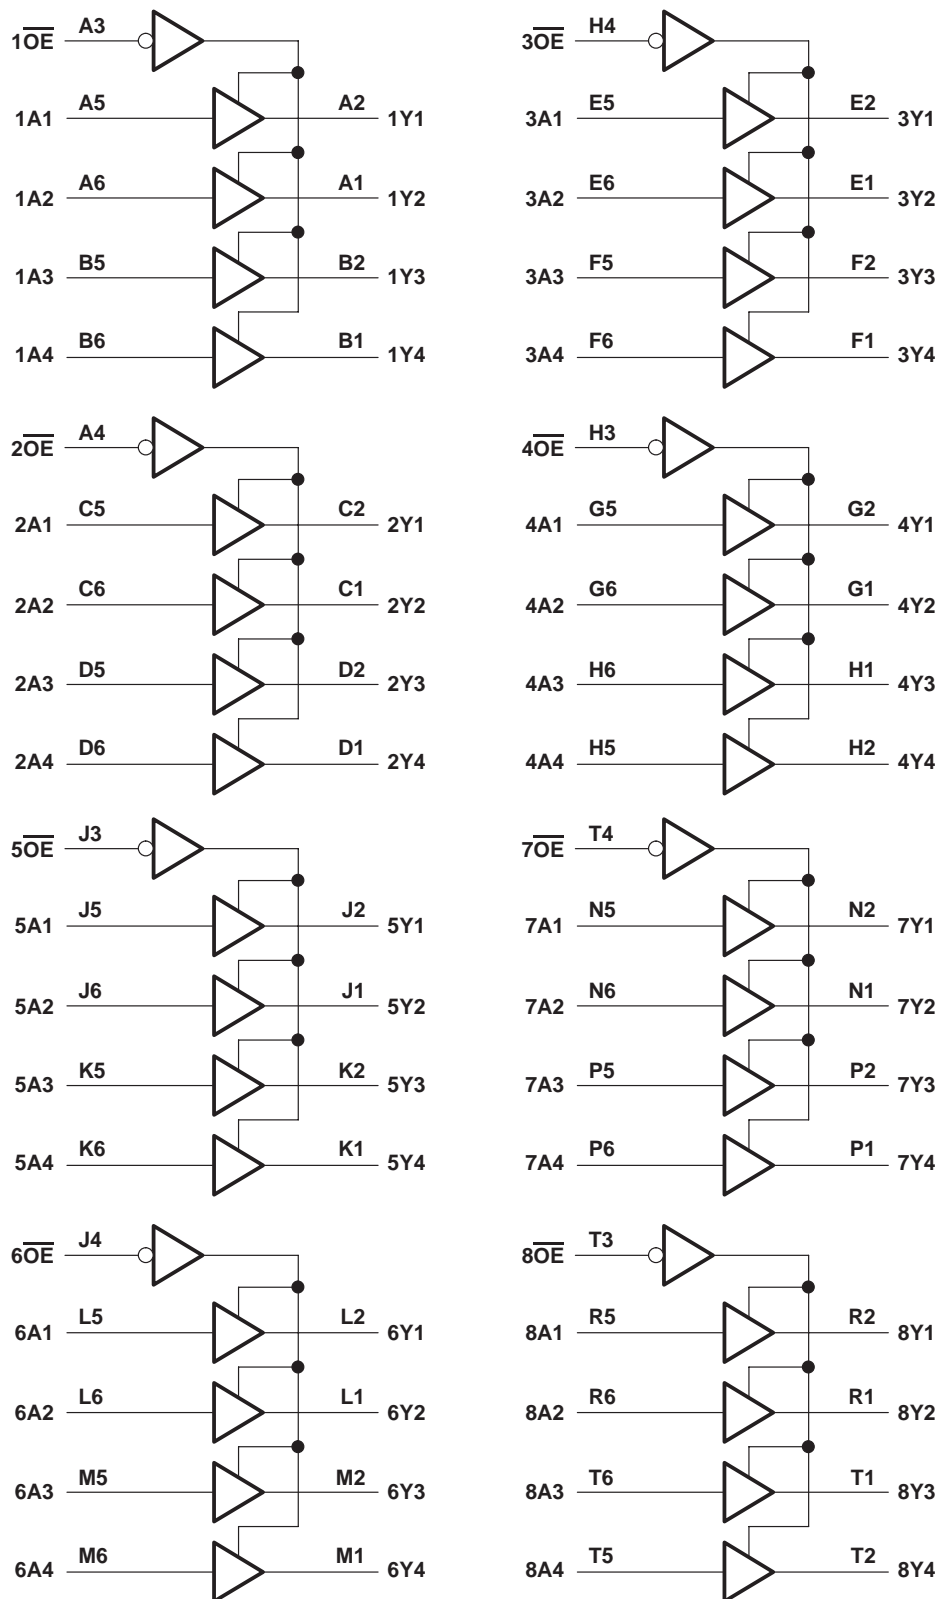 1OE A3
1A1 A5 A2 1Y1
1A2 A6 A1 1Y2
1A3 B5 B2 1Y3
1A4 B6 B1 1Y4
2OE A4
2A1 C5 C2 2Y1
2A2 C6 C1 2Y2
2A3 D5 D2 2Y3
2A4 D6 D1 2Y4
5OE J3
5A1 J5 J2 5Y1
5A2 J6 J1 5Y2
5A3 K5 K2 5Y3
5A4 K6 K1 5Y4
6OE J4
6A1 L5 L2 6Y1
6A2 L6 L1 6Y2
6A3 M5 M2 6Y3
6A4 M6 M1 6Y4
3OE H4
3A1 E5 E2 3Y1
3A2 E6 E1 3Y2
3A3 F5 F2 3Y3
3A4 F6 F1 3Y4
4OE H3
4A1 G5 G2 4Y1
4A2 G6 G1 4Y2
4A3 H6 H1 4Y3
4A4 H5 H2 4Y4
7OE T4
7A1 N5 N2 7Y1
7A2 N6 N1 7Y2
7A3 P5 P2 7Y3
7A4 P6 P1 7Y4
8OE T3
8A1 R5 R2 8Y1
8A2 R6 R1 8Y2
8A3 T6 T1 8Y3
8A4 T5 T2 8Y4